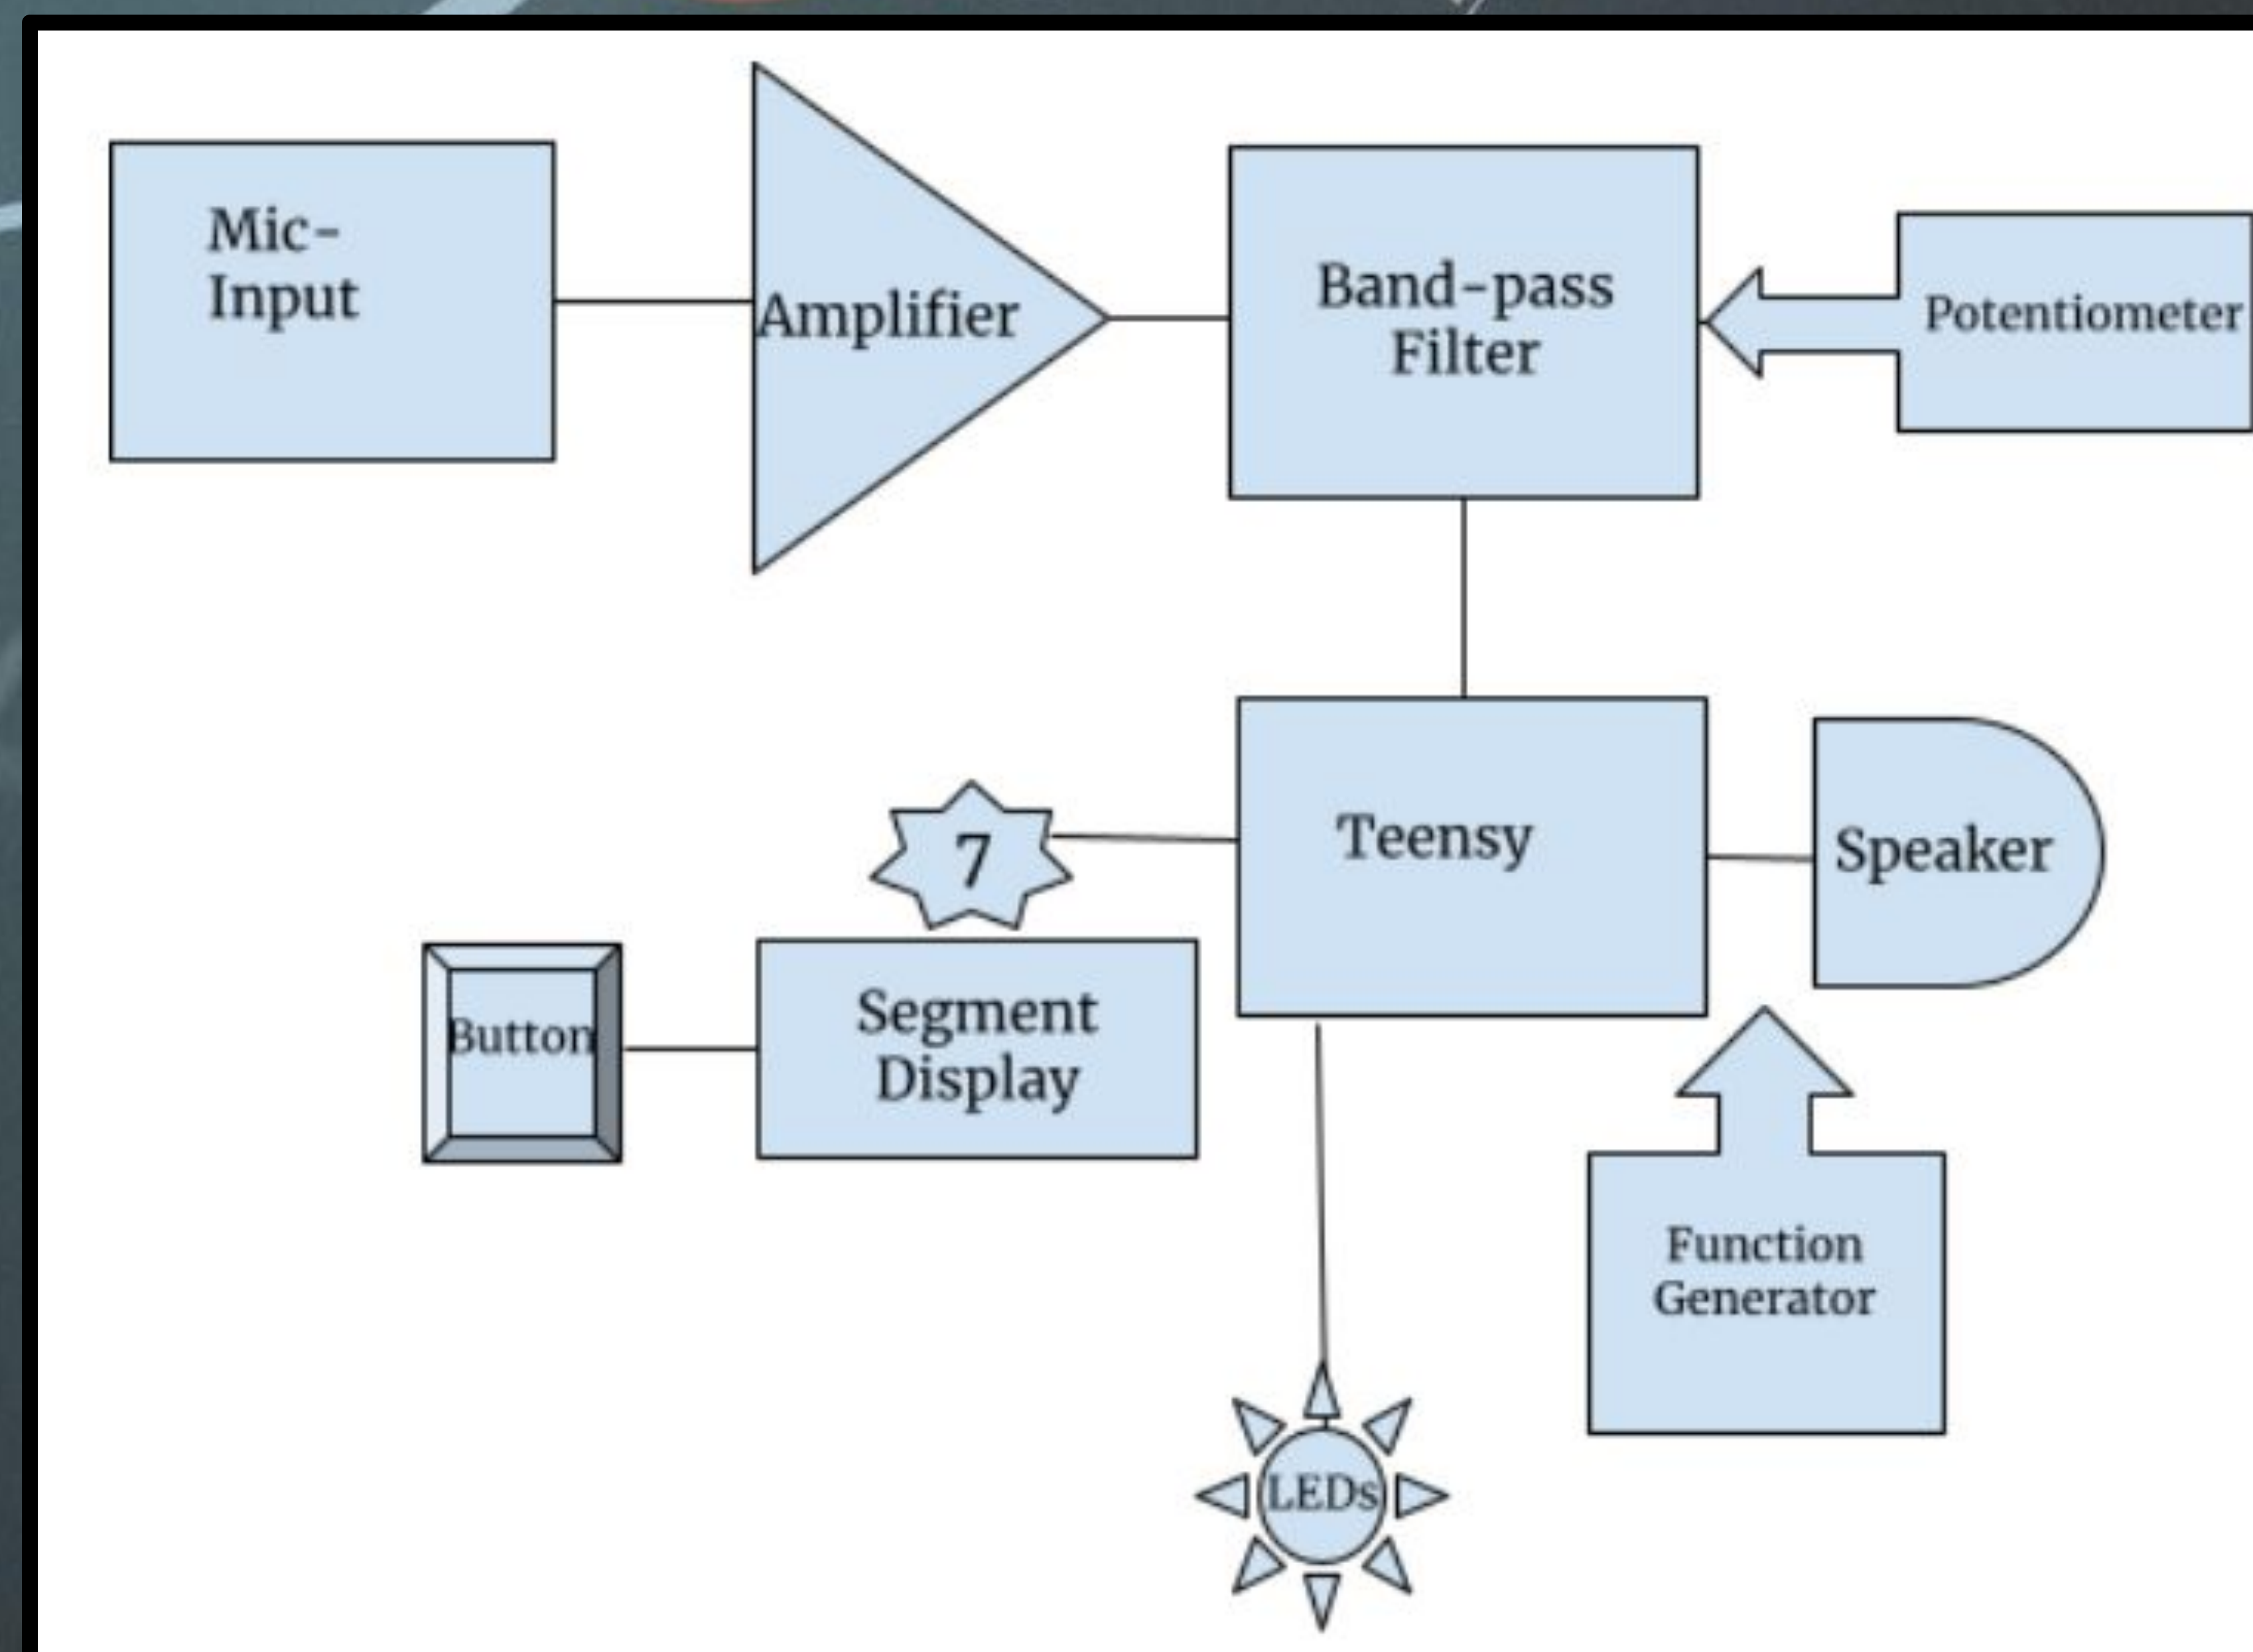 Mic-
Input
Amplifier
Band-pass
Filter
Potentiometer
Teensy
Speaker
7
Segment
Display
Button
Function
Generator
LEDs